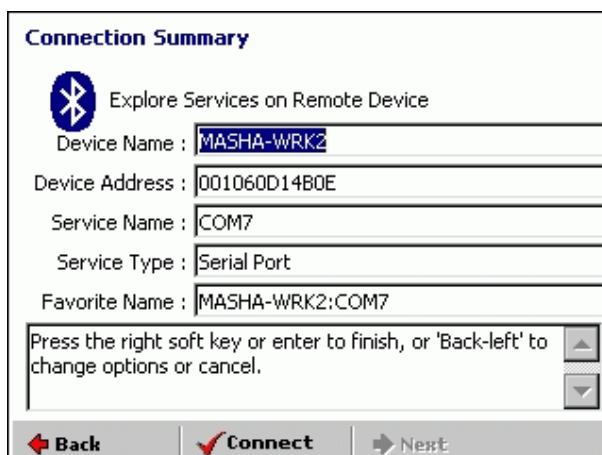 Connection Summary
Explore Services on Remote Device
Device Name : MASHA-WRK2
Device Address : 001060D14B0E
Service Name : COM7
Service Type : Serial Port
Favorite Name : MASHA-WRK2:COM7
Press the right soft key or enter to finish, or 'Back-left' to
change options or cancel.
Back Connect Next